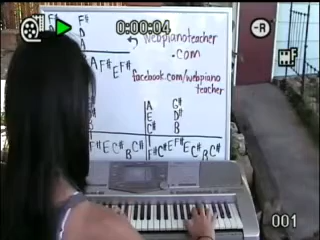 0:00:04
R
F#
webpianoteacher
D
.com
A
A F# E F#
facebook.com/webpiano
teacher
A C#
E D#
C# B
F# E C# B C#
F# C# E F# E C# B C#
001